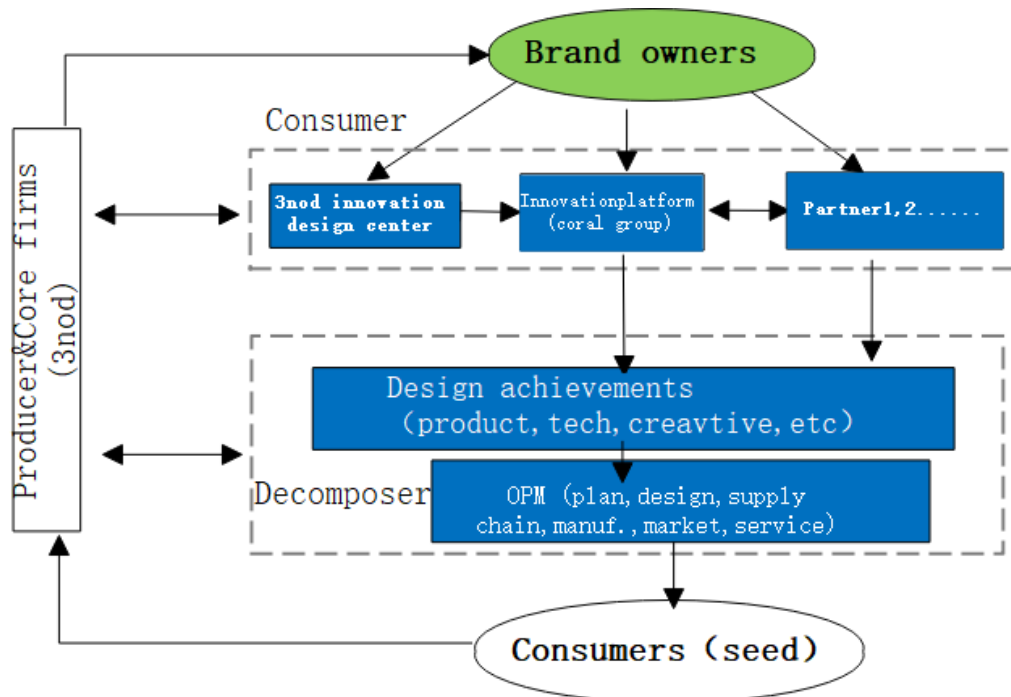 Brand owners
Consumer
3nod innovation
design center
Innovationplatform
(coral group)
Partner1,2......
Producer&Core firms
(3nod)
Design achievements
(product,tech,creavtive,etc)
Decomposer
OPM (plan,design,supply
chain,manuf.,market,service)
Consumers (seed)